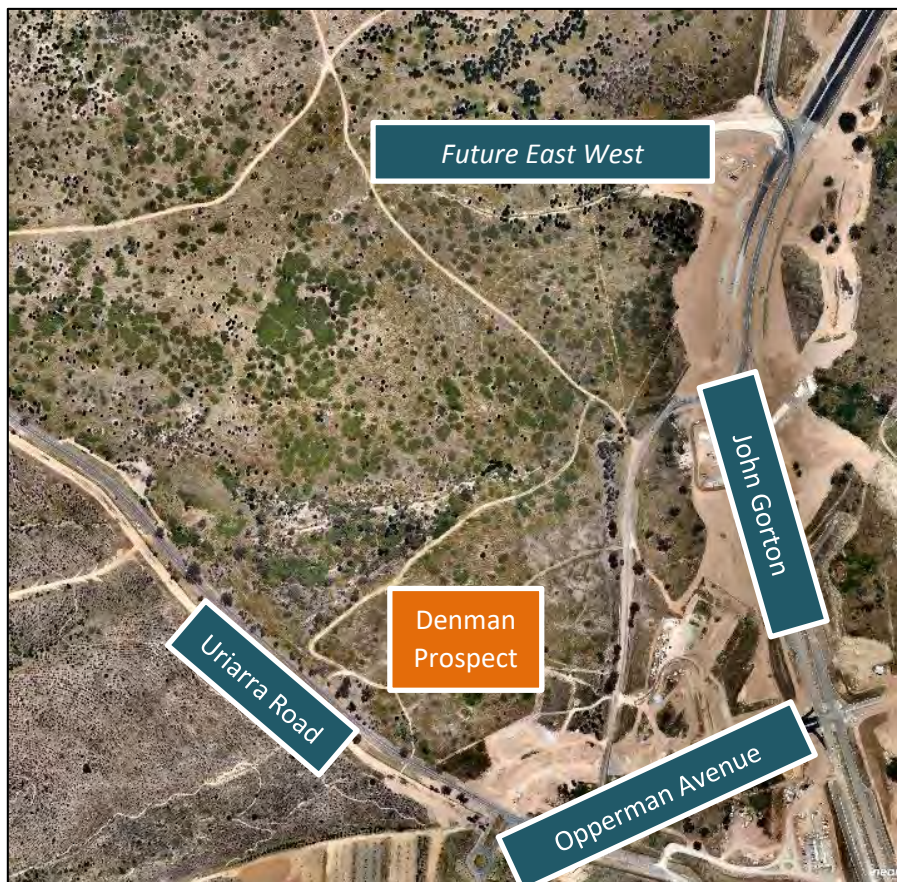 Future East West
John Gorton
Denman
Prospect
Uriarra Road
Opperman Avenue